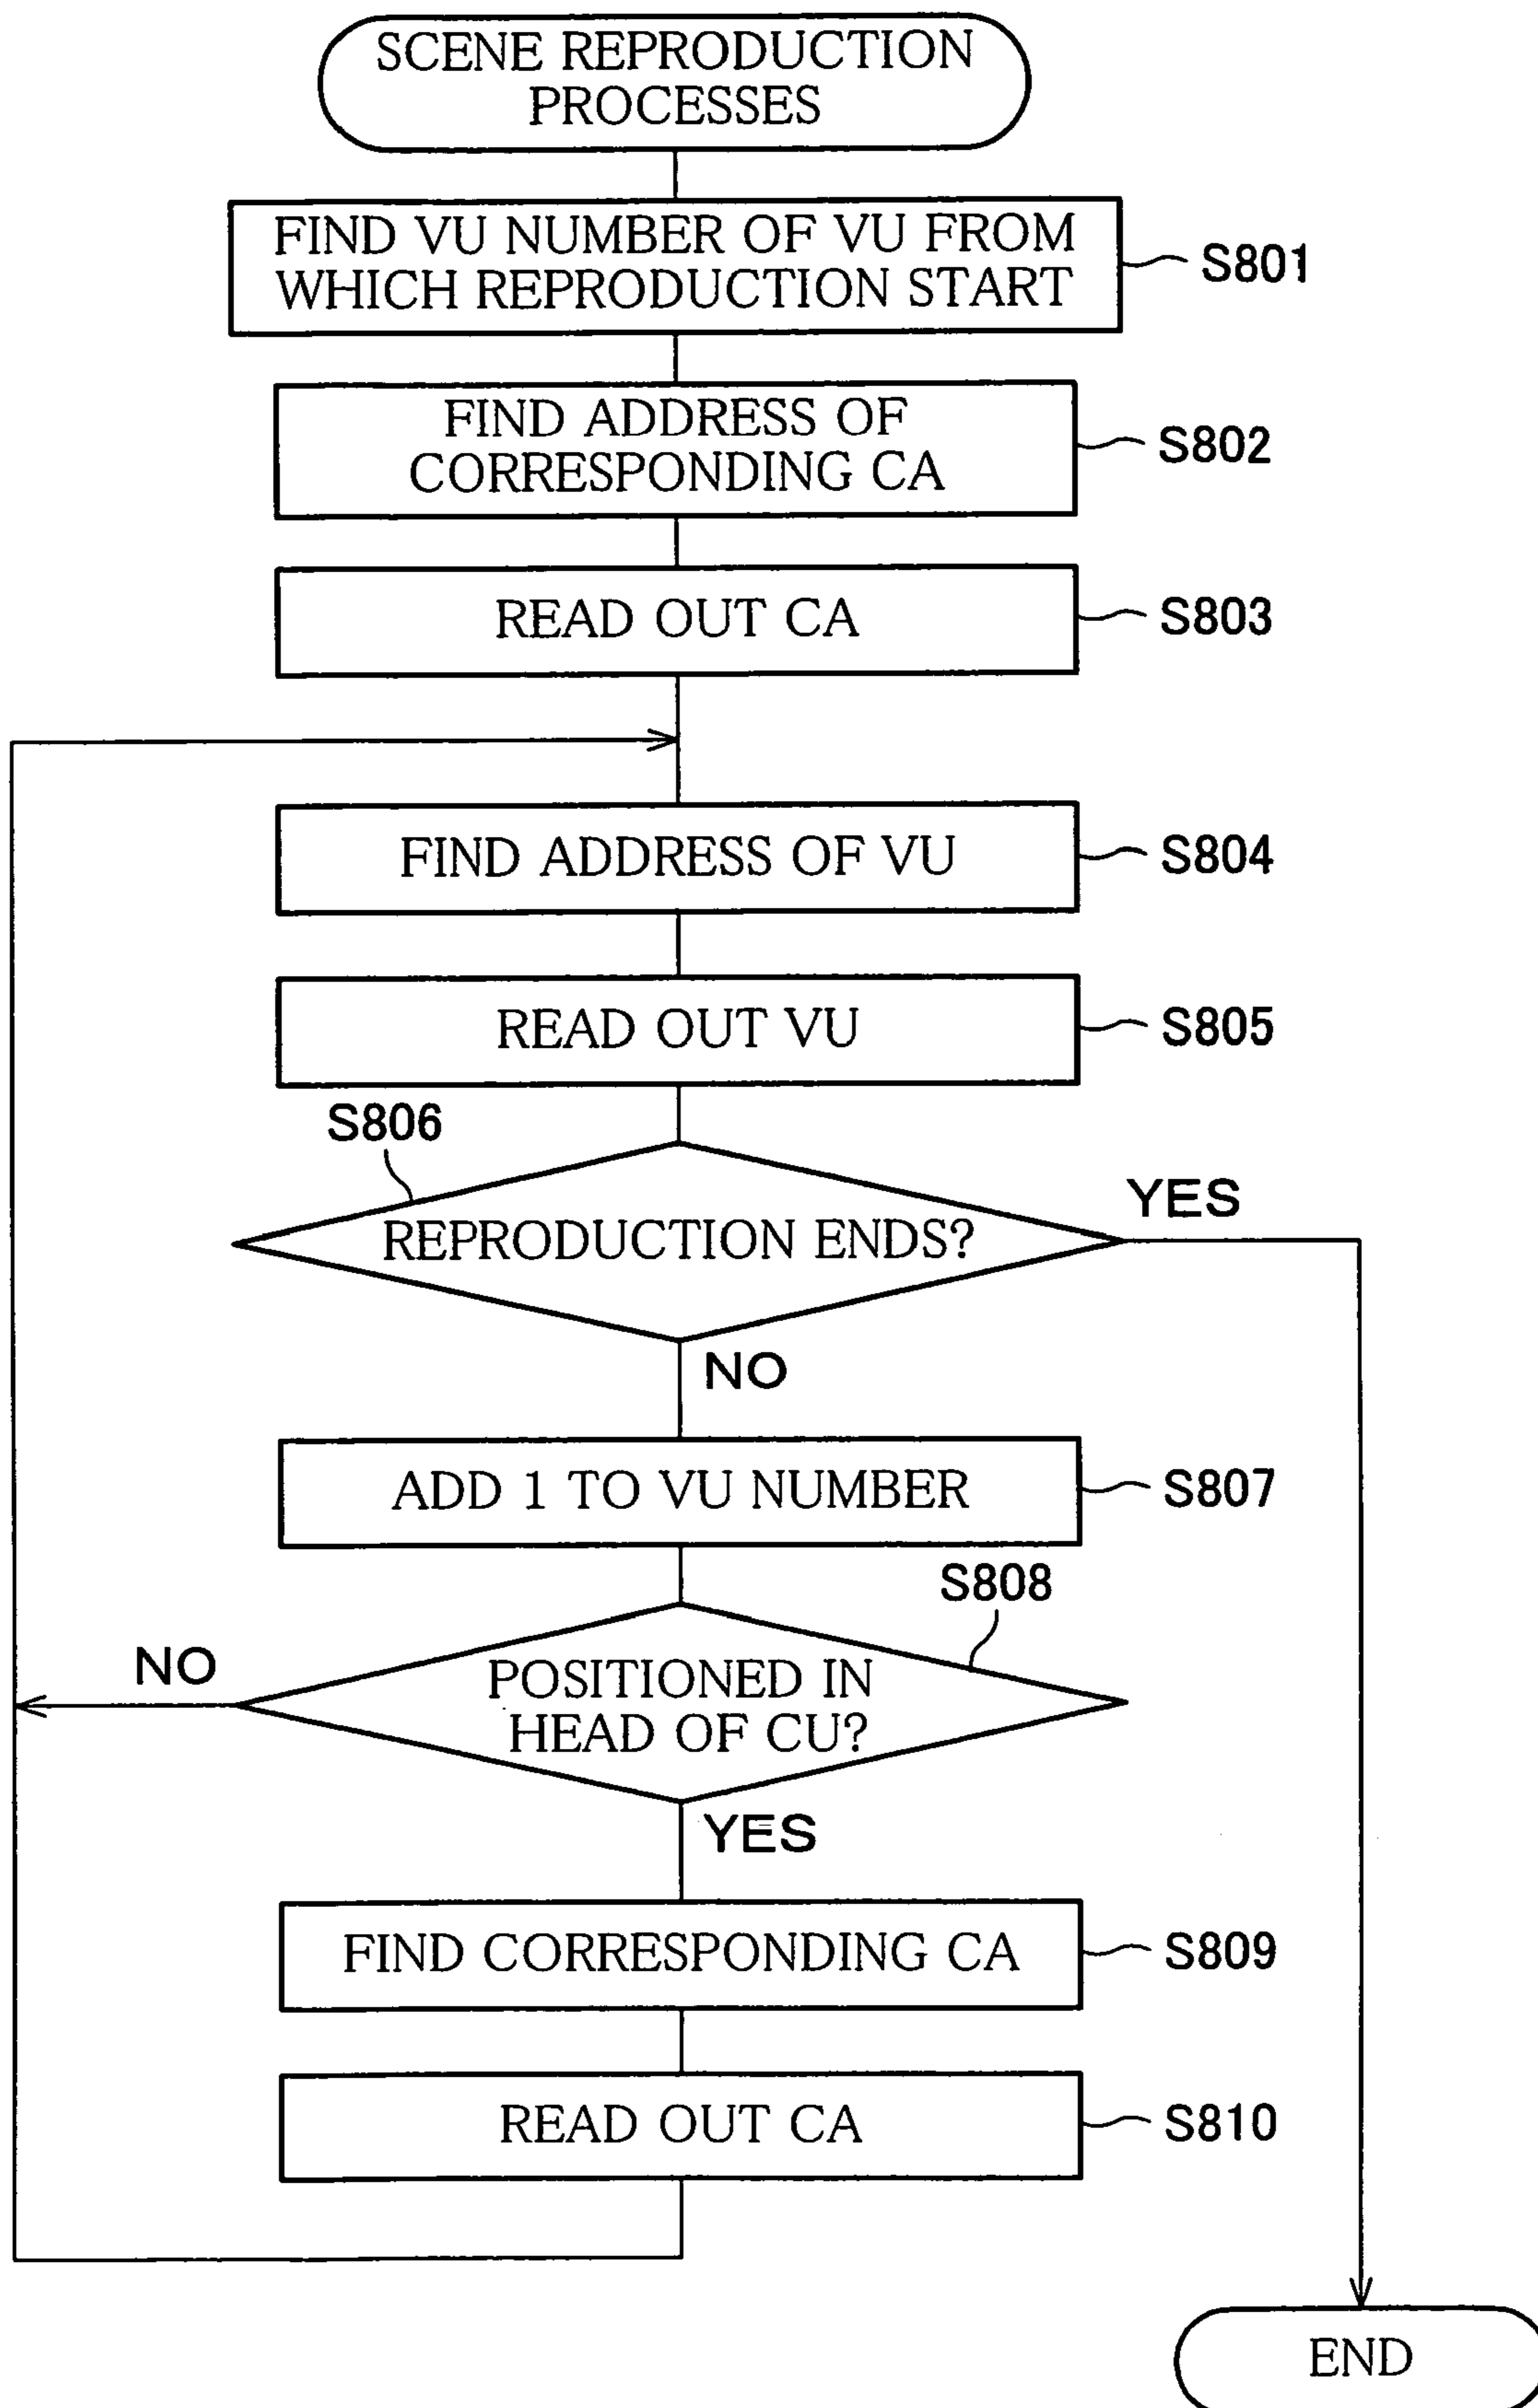 SCENE REPRODUCTION
PROCESSES
FIND VU NUMBER OF VU FROM
WHICH REPRODUCTION START
S801
FIND ADDRESS OF
CORRESPONDING CA
S802
READ OUT CA
S803
FIND ADDRESS OF VU
S804
READ OUT VU
S805
S806
REPRODUCTION ENDS?
YES
NO
ADD 1 TO VU NUMBER
S807
S808
POSITIONED IN
HEAD OF CU?
NO
YES
FIND CORRESPONDING CA
S809
READ OUT CA
S810
END